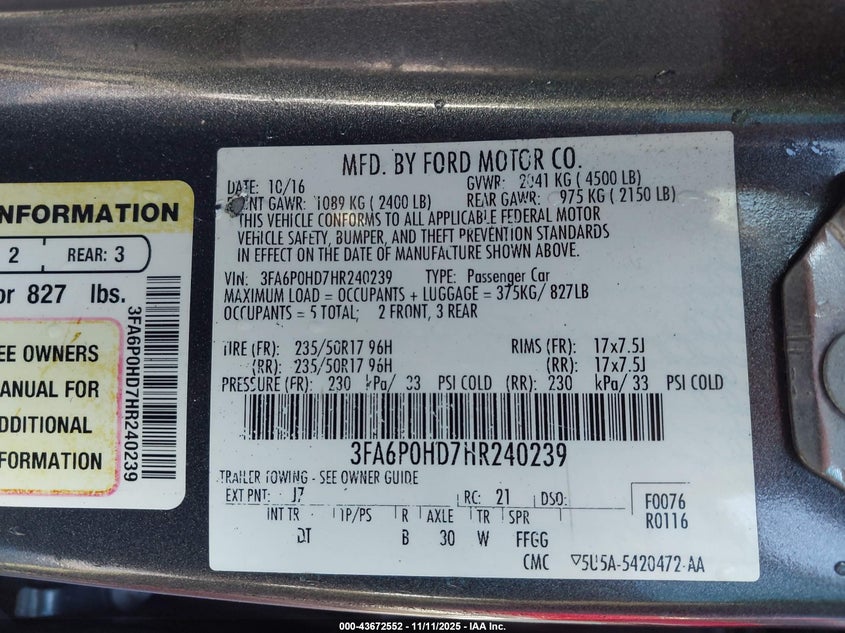 NFORMATION
2 REAR: 3
or 827 lbs.
EE OWNERS
ANUAL FOR
DDITIONAL
FORMATION
3FA6P0HD7HR240239
MFD. BY FORD MOTOR CO.
DATE: 10/16 GVWR: 2041 KG (4500 LB)
FRONT GAWR: 1089 KG (2400 LB) REAR GAWR: 975 KG (2150 LB)
THIS VEHICLE CONFORMS TO ALL APPLICABLE FEDERAL MOTOR
VEHICLE SAFETY, BUMPER, AND THEFT PREVENTION STANDARDS
IN EFFECT ON THE DATE OF MANUFACTURE SHOWN ABOVE.
VIN: 3FA6P0HD7HR240239 TYPE: Passenger Car
MAXIMUM LOAD = OCCUPANTS + LUGGAGE = 375KG/ 827LB
OCCUPANTS = 5 TOTAL; 2 FRONT, 3 REAR
TIRE (FR): 235/50R17 96H RIMS (FR): 17x7.5J
(RR): 235/50R17 96H (RR): 17x7.5J
PRESSURE (FR): 230 kPa/ 33 PSI COLD (RR): 230 kPa/ 33 PSI COLD
3FA6P0HD7HR240239
TRAILER TOWING - SEE OWNER GUIDE
EXT PNT: J7 RC: 21 DSO: F0076
INT TR TP/PS R AXLE TR SPR R0116
DT B 30 W FFGG
CMC ▽5U5A-5420472-AA
000-43672552 - 11/11/2025 - IAA Inc.